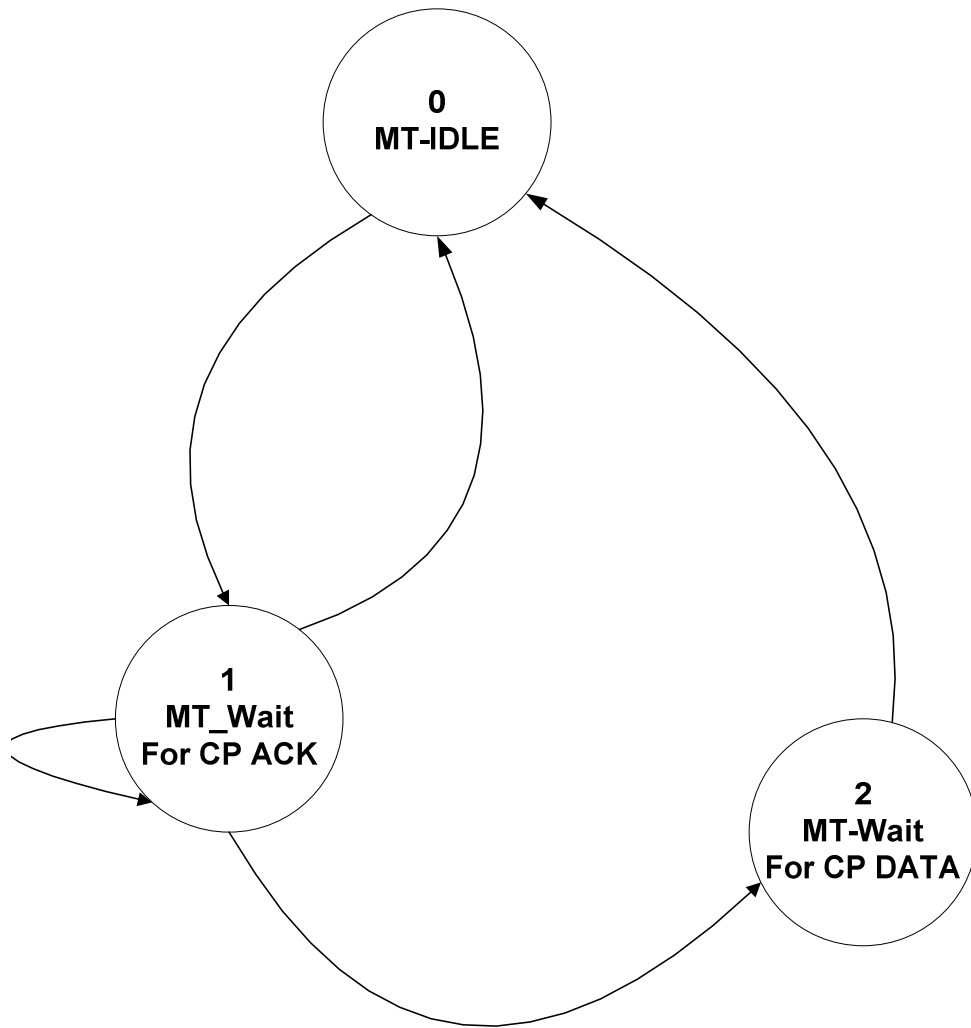 0
MT-IDLE
1
MT_Wait
For CP ACK
2
MT-Wait
For CP DATA